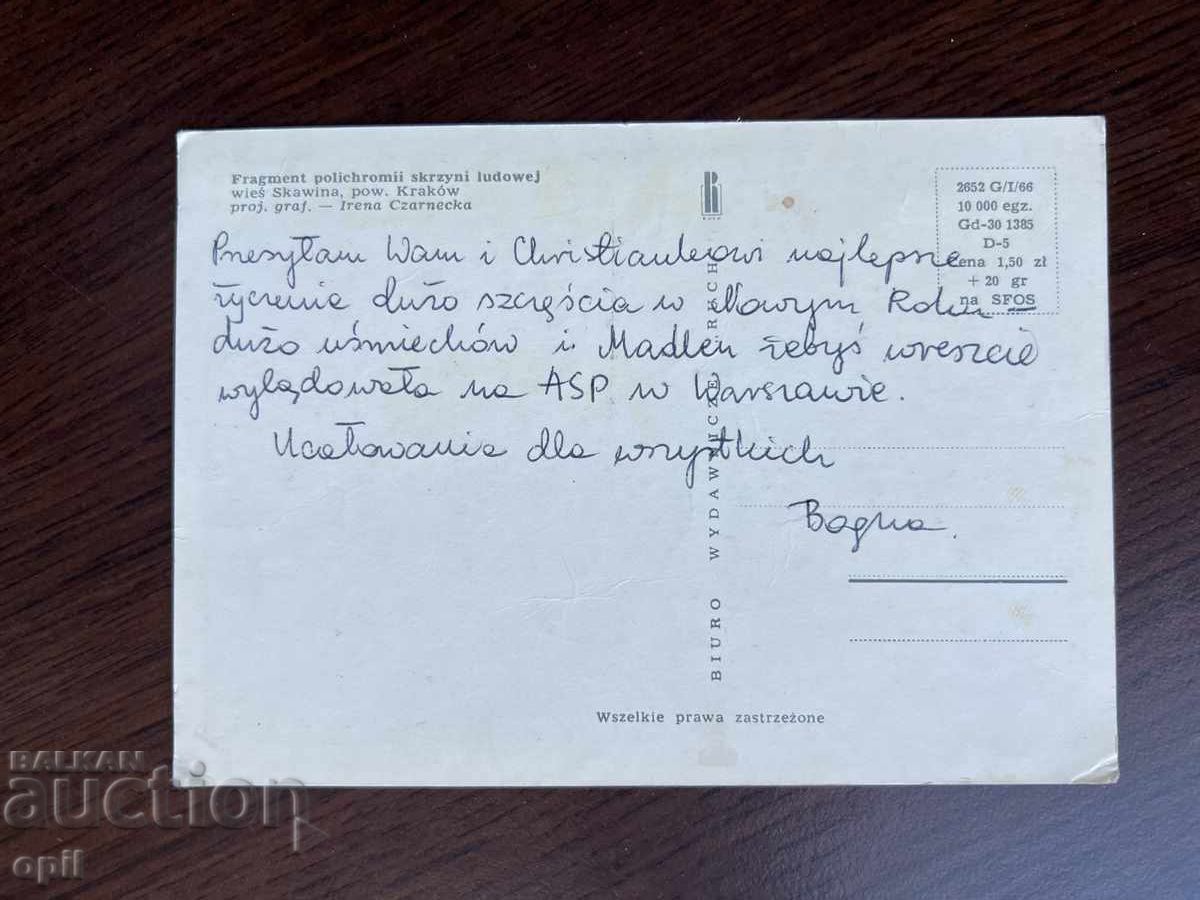 Fragment polichromii skrzyni ludowej
wieś Skawina, pow. Kraków
proj. graf. — Irena Czarnecka
RUCH
2652 G/I/66
10 000 egz.
Gd-30 1385
D-5
Cena 1,50 zł
+ 20 gr
na SFOS
Przesyłam Wam i Christiankowi najlepsze
życzenia dużo szczęścia w Nowym Roku
dużo uśmiechów i Madlen żebyś wreszcie
wylądowała na ASP w Warszawie.
Ucałowania dla wszystkich
Bogna.
BIURO WYDAWNICZE RUCH
Wszelkie prawa zastrzeżone
BALKAN
auction
opil